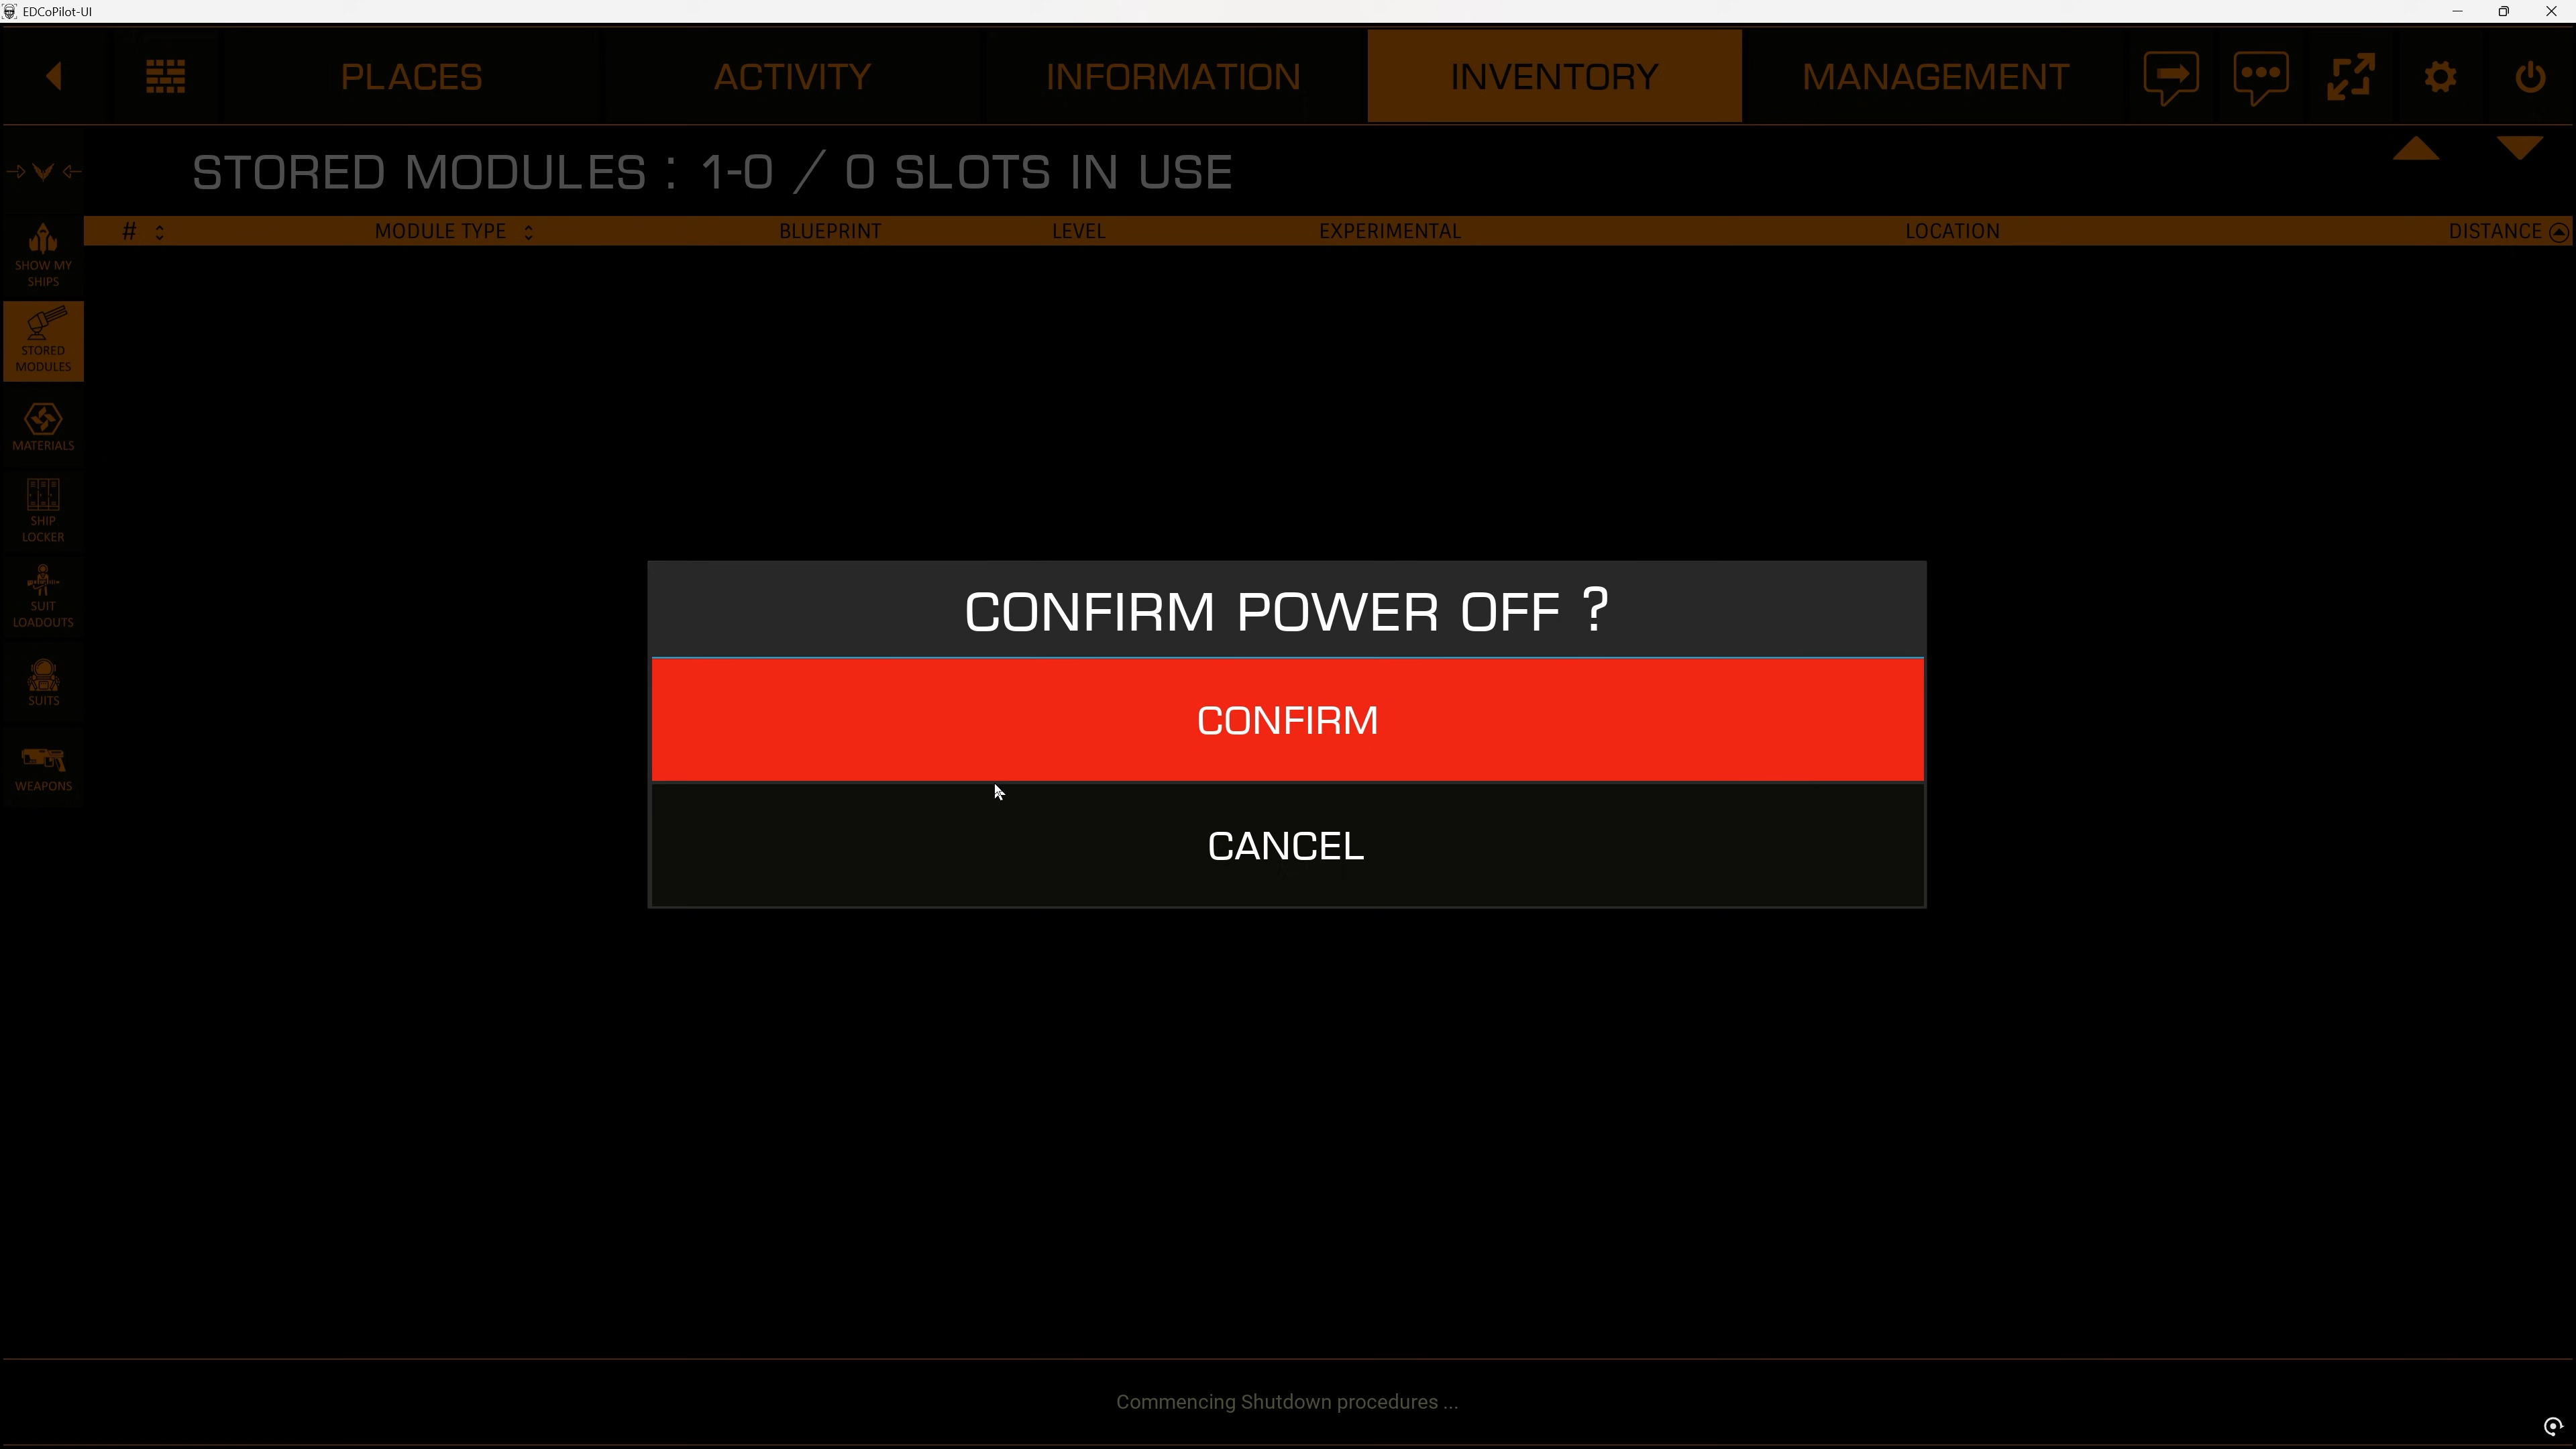 EDCoPilot-UI
PLACES
ACTIVITY
INFORMATION
INVENTORY
MANAGEMENT
STORED MODULES : 1-0 / 0 SLOTS IN USE
# MODULE TYPE BLUEPRINT LEVEL EXPERIMENTAL LOCATION DISTANCE
SHOW MY
SHIPS
STORED
MODULES
MATERIALS
SHIP
LOCKER
SUIT
LOADOUTS
SUITS
WEAPONS
CONFIRM POWER OFF ?
CONFIRM
CANCEL
Commencing Shutdown procedures ...